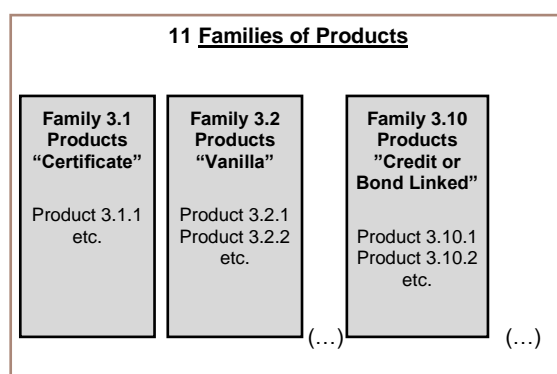 11 Families of Products
Family 3.1
Products
“Certificate”
Product 3.1.1
etc.
Family 3.2
Products
“Vanilla”
Product 3.2.1
Product 3.2.2
etc.
(…)
Family 3.10
Products
”Credit or
Bond Linked”
Product 3.10.1
Product 3.10.2
etc.
(…)